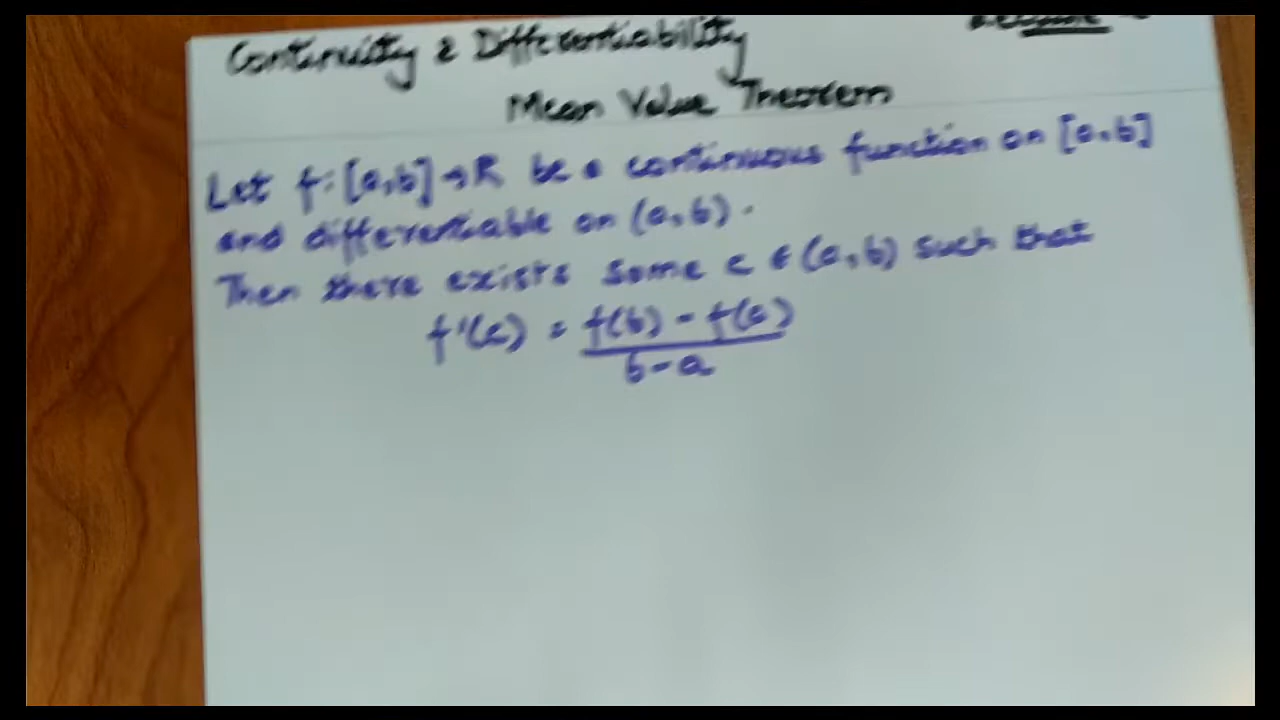 Continuity & Differentiability
Mean Value Theorem
Let f:[a,b]→R be a continuous function on [a,b]
and differentiable on (a,b).
Then there exists some c ∈ (a,b) such that
f'(c) = f(b) - f(a)
b-a